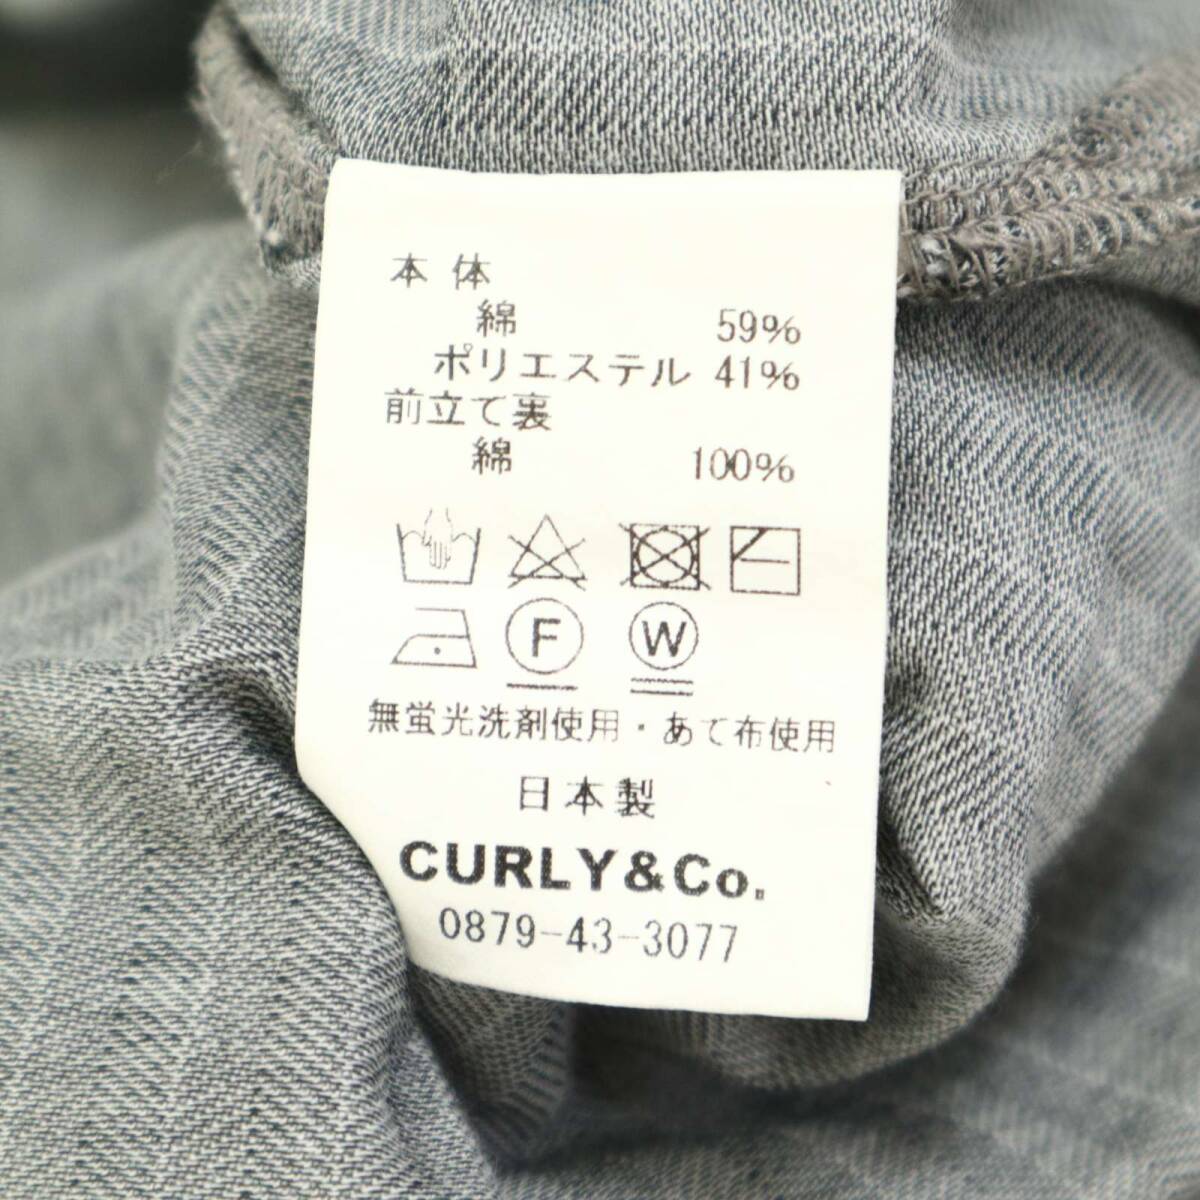 本体
綿 59%
ポリエステル 41%
前立て裏
綿 100%
F W
無蛍光洗剤使用・あて布使用
日本製
CURLY&Co.
0879-43-3077